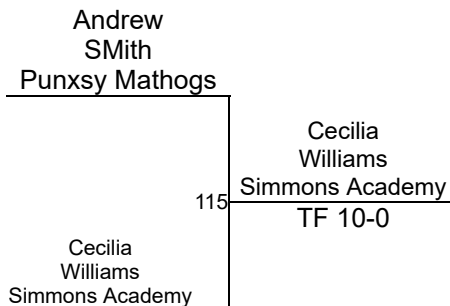 Andrew
SMith
Punxsy Mathogs
Cecilia
Williams
Simmons Academy
115
TF 10-0
Cecilia
Williams
Simmons Academy